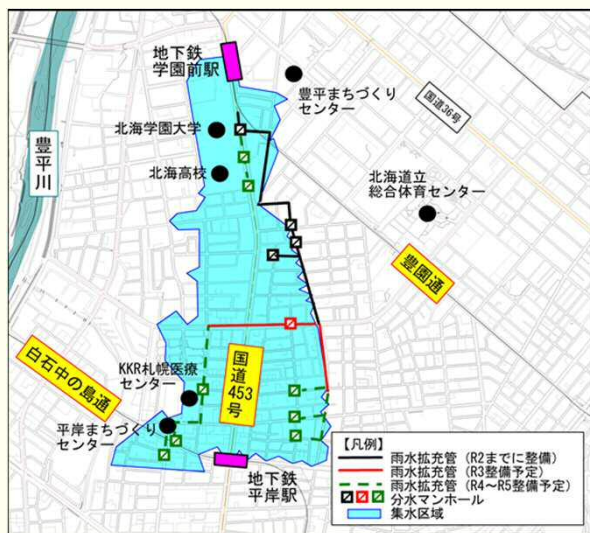 地下鉄
学園前駅
豊平まちづくり
センター
国道36号
北海学園大学
豊平川
北海高校
北海道立
総合体育センター
豊園通
白石中の島通
KKR札幌医療
センター
国道
453
号
平岸まちづくり
センター
地下鉄
平岸駅
【凡例】
雨水拡充管（R2までに整備）
雨水拡充管（R3整備予定）
雨水拡充管（R4～R5整備予定）
分水マンホール
集水区域